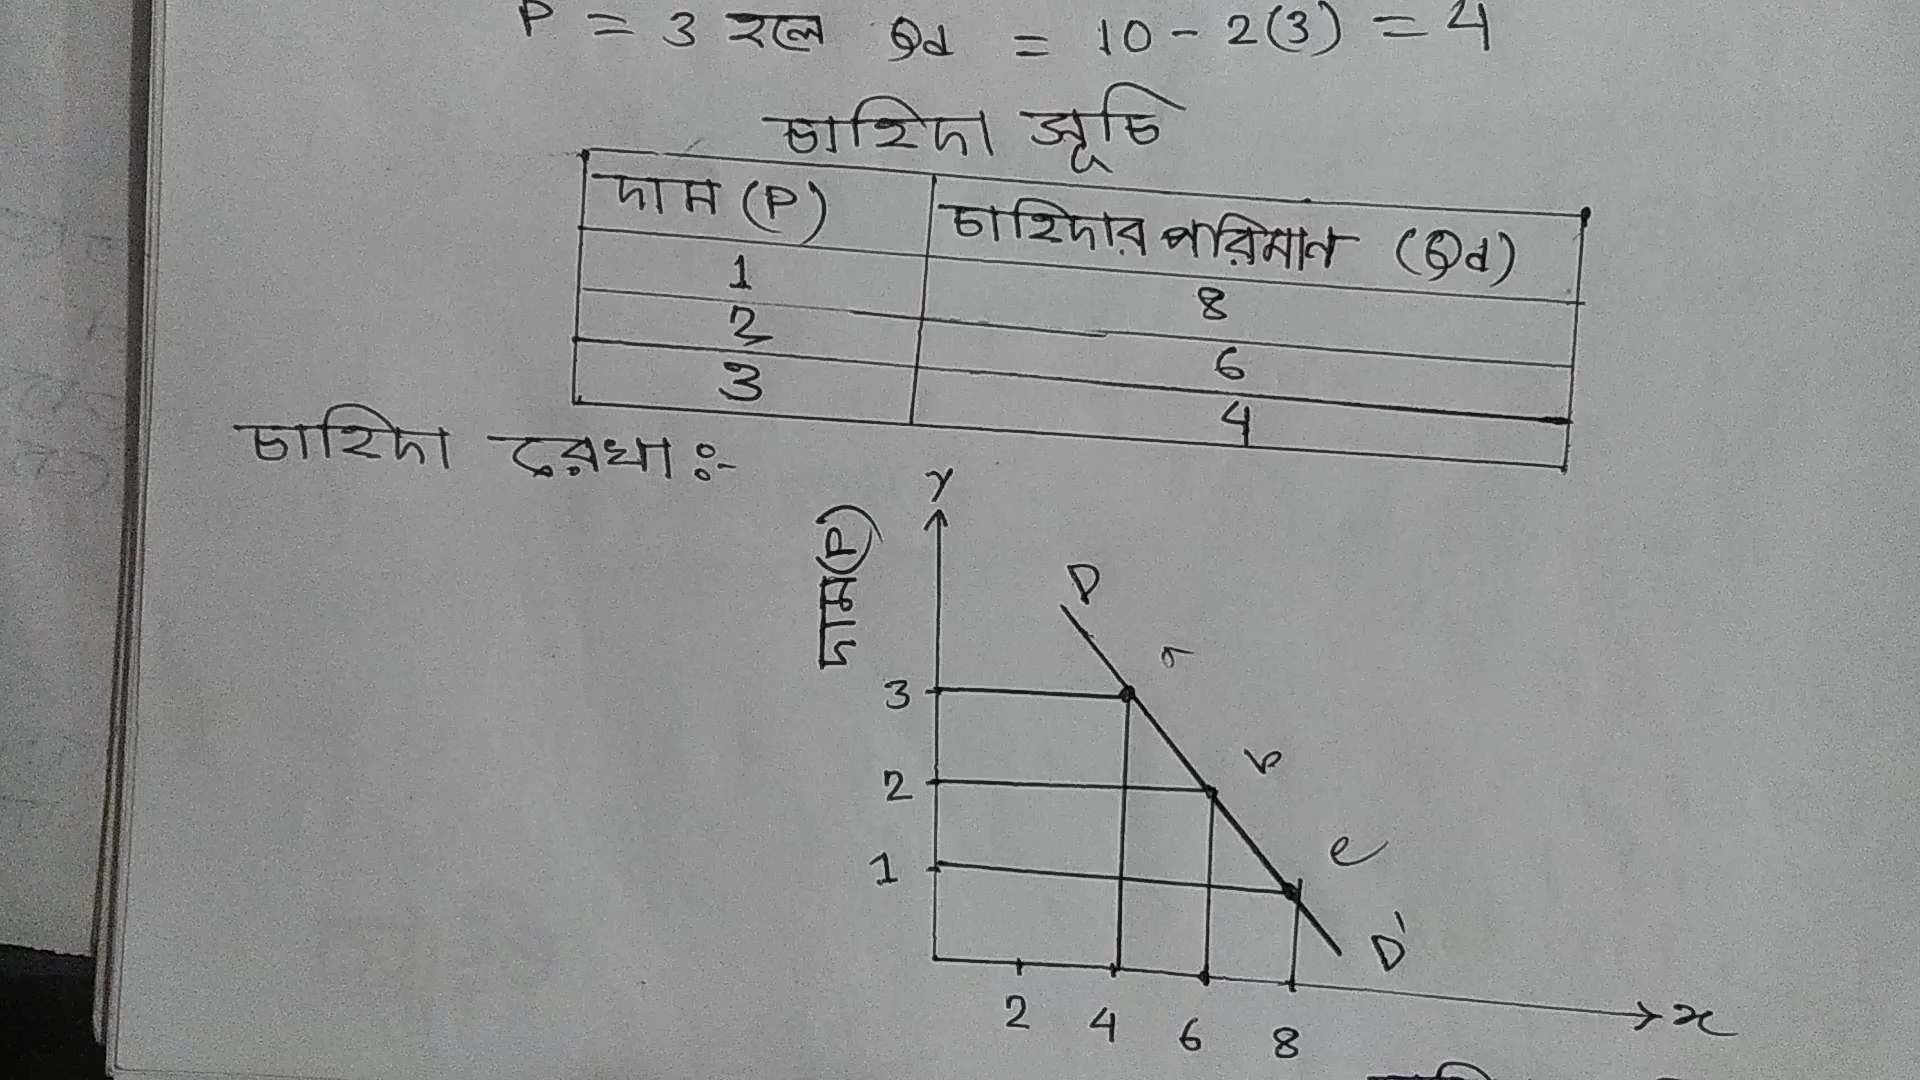 P = 3 হলে Qd = 10 - 2(3) = 4
চাহিদা সূচি
দাম (P) চাহিদার পরিমান (Qd)
1 8
2 6
3 4
চাহিদা রেখা :-
Y
দাম (P)
D
3
2 b
1 e
D'
2 4 6 8
x